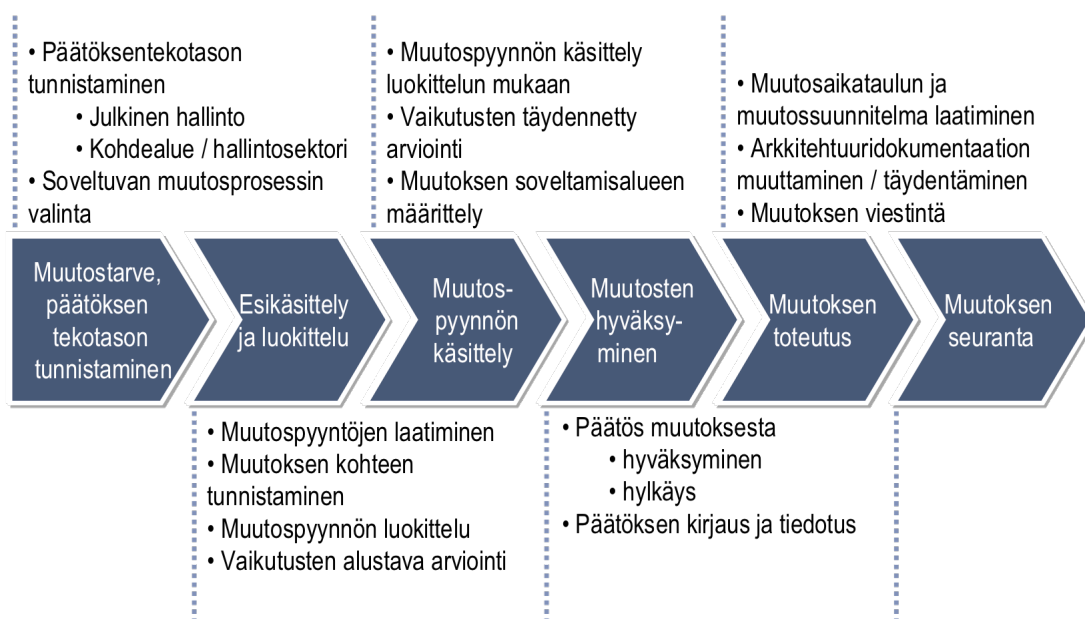 • Päätöksentekotason
tunnistaminen
• Julkinen hallinto
• Kohdealue / hallintosektori
• Soveltuvan muutosprosessin
valinta
• Muutospyynnön käsittely
luokittelun mukaan
• Vaikutusten täydennetty
arviointi
• Muutoksen soveltamisalueen
määrittely
• Muutosaikataulun ja
muutossuunnitelma laatiminen
• Arkkitehtuuridokumentaation
muuttaminen / täydentäminen
• Muutoksen viestintä
Muutostarve,
päätöksen
tekotason
tunnistaminen
Esikäsittely
ja luokittelu
Muutos-
pyynnön
käsittely
Muutosten
hyväksy-
minen
Muutoksen
toteutus
Muutoksen
seuranta
• Muutospyyntöjen laatiminen
• Muutoksen kohteen
tunnistaminen
• Muutospyynnön luokittelu
• Vaikutusten alustava arviointi
• Päätös muutoksesta
• hyväksyminen
• hylkäys
• Päätöksen kirjaus ja tiedotus